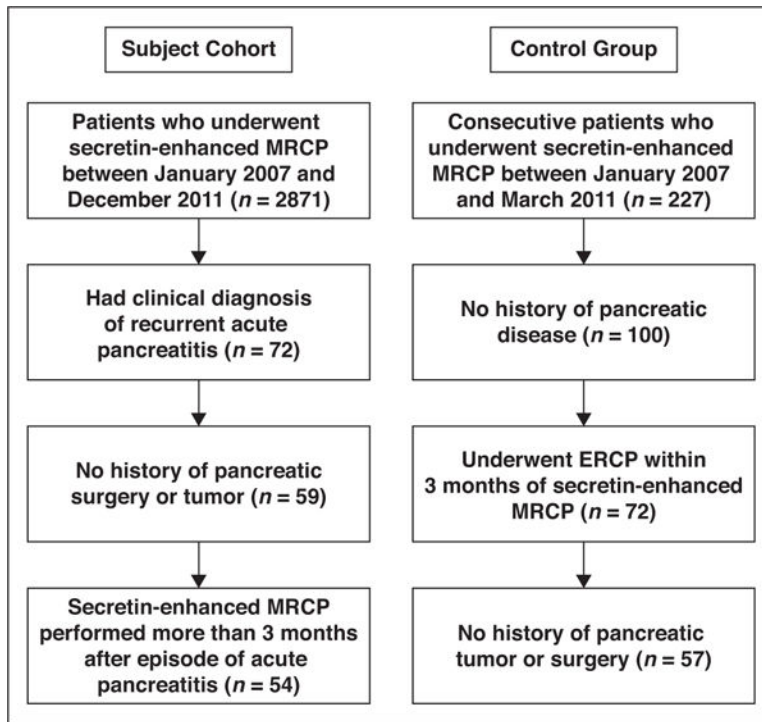 Subject Cohort
Patients who underwent
secretin-enhanced MRCP
between January 2007 and
December 2011 (n = 2871)
Had clinical diagnosis
of recurrent acute
pancreatitis (n = 72)
No history of pancreatic
surgery or tumor (n = 59)
Secretin-enhanced MRCP
performed more than 3 months
after episode of acute
pancreatitis (n = 54)
Control Group
Consecutive patients who
underwent secretin-enhanced
MRCP between January 2007
and March 2011 (n = 227)
No history of pancreatic
disease (n = 100)
Underwent ERCP within
3 months of secretin-enhanced
MRCP (n = 72)
No history of pancreatic
tumor or surgery (n = 57)